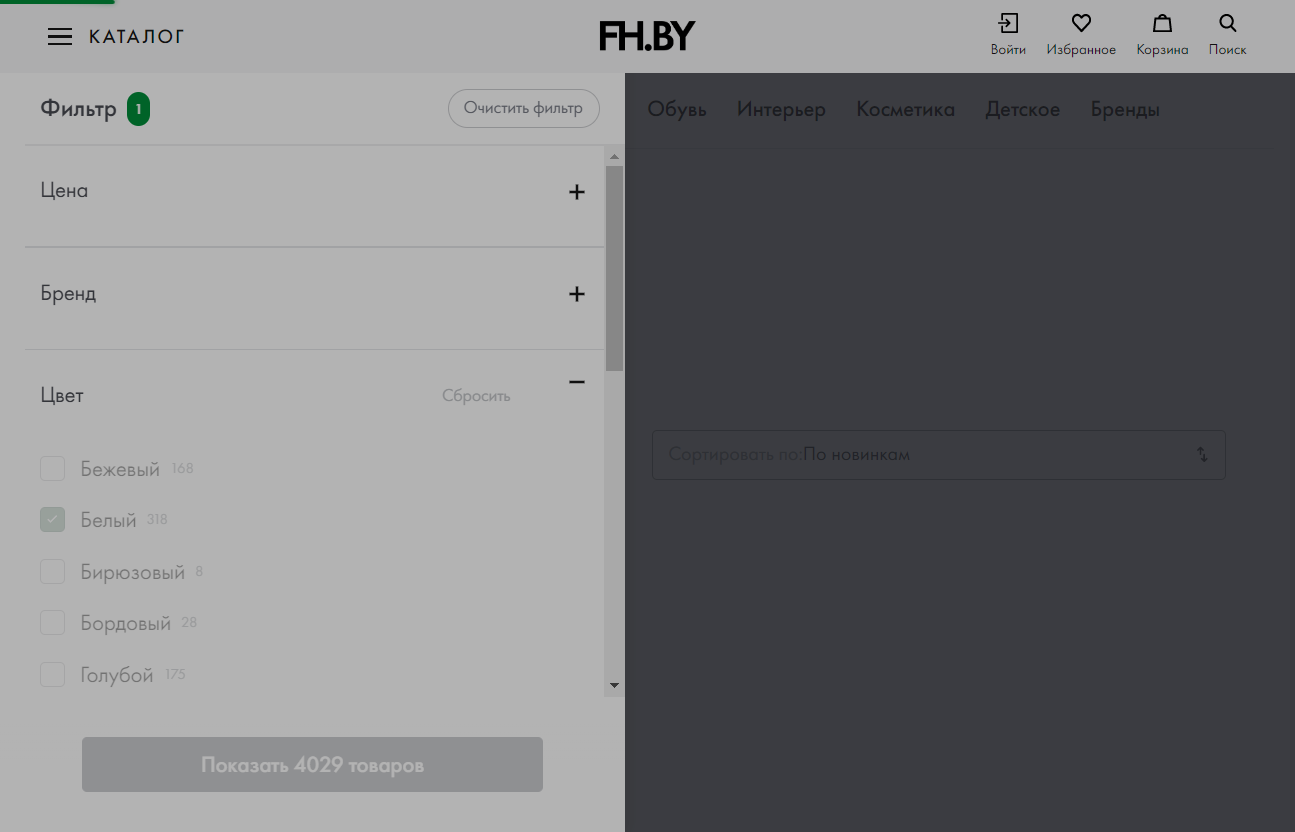 КАТАЛОГ
FH.BY
Войти
Избранное
Корзина
Поиск
Фильтр 1
Очистить фильтр
Обувь Интерьер Косметика Детское Бренды
Цена
Бренд
Цвет
Сбросить
Сортировать по:По новинкам
Бежевый 168
Белый 318
Бирюзовый 8
Бордовый 28
Голубой 175
Показать 4029 товаров